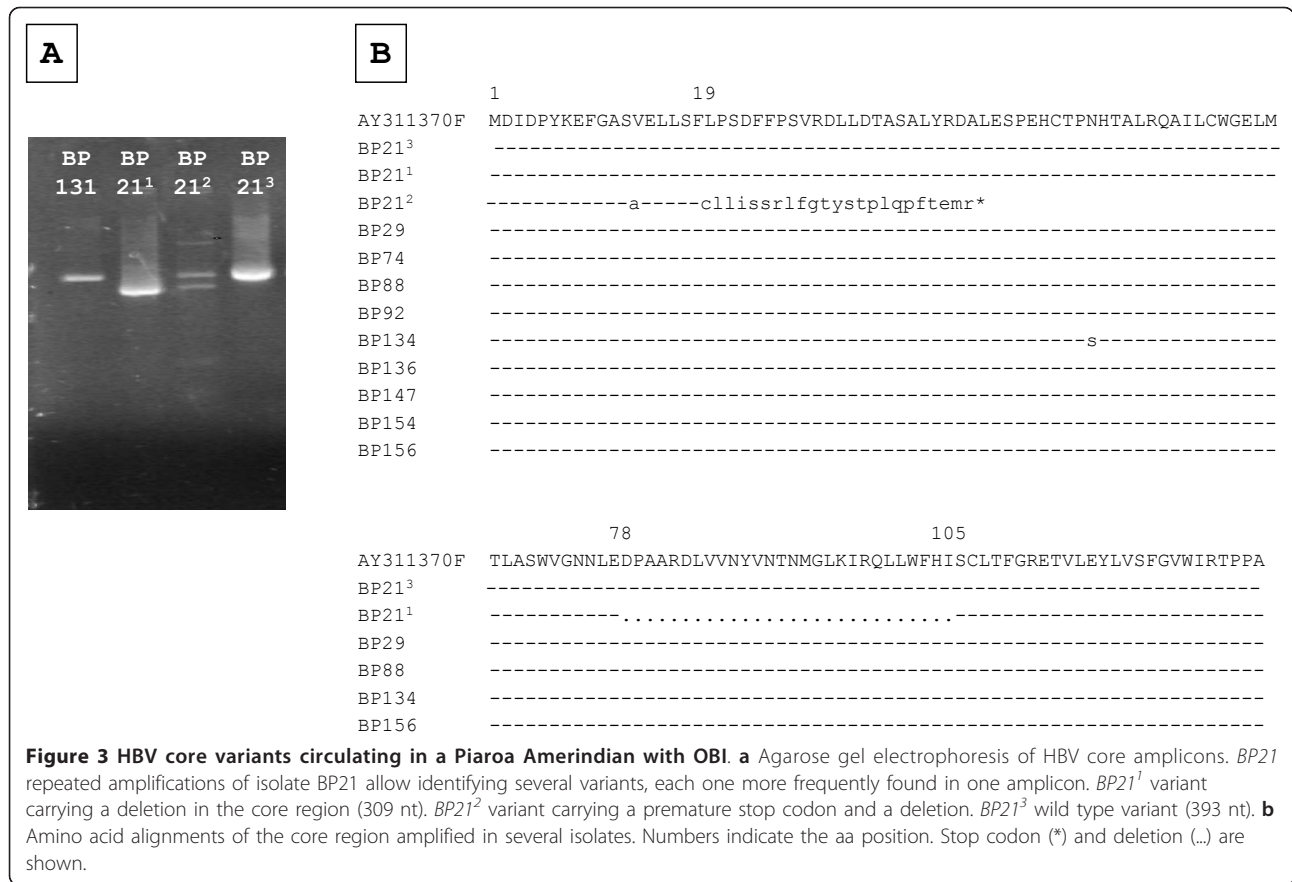 A
B
BP BP BP BP
131 21¹ 21² 21³
1 19
AY311370F MDIDPYKEFGASVELLSFLPSDFFPSVRDLLDTASALYRDALESPEHCTPNHTALRQAILCWGELM
BP21³ ------------------------------------------------------------------
BP21¹ ------------------------------------------------------------------
BP21² ------------a-----cllissrlfgtystplqpftemr*
BP29 ------------------------------------------------------------------
BP74 ------------------------------------------------------------------
BP88 ------------------------------------------------------------------
BP92 ------------------------------------------------------------------
BP134 --------------------------------------------------s---------------
BP136 ------------------------------------------------------------------
BP147 ------------------------------------------------------------------
BP154 ------------------------------------------------------------------
BP156 ------------------------------------------------------------------
78 105
AY311370F TLASWVGNNLEDPAARDLVVNYVNTNMGLKIRQLLWFHISCLTFGRETVLEYLVSFGVWIRTPPA
BP21³ -----------------------------------------------------------------
BP21¹ -----------............................--------------------------
BP29 -----------------------------------------------------------------
BP88 -----------------------------------------------------------------
BP134 -----------------------------------------------------------------
BP156 -----------------------------------------------------------------
Figure 3 HBV core variants circulating in a Piaroa Amerindian with OBI. a Agarose gel electrophoresis of HBV core amplicons. BP21
repeated amplifications of isolate BP21 allow identifying several variants, each one more frequently found in one amplicon. BP21¹ variant
carrying a deletion in the core region (309 nt). BP21² variant carrying a premature stop codon and a deletion. BP21³ wild type variant (393 nt). b
Amino acid alignments of the core region amplified in several isolates. Numbers indicate the aa position. Stop codon (*) and deletion (...) are
shown.